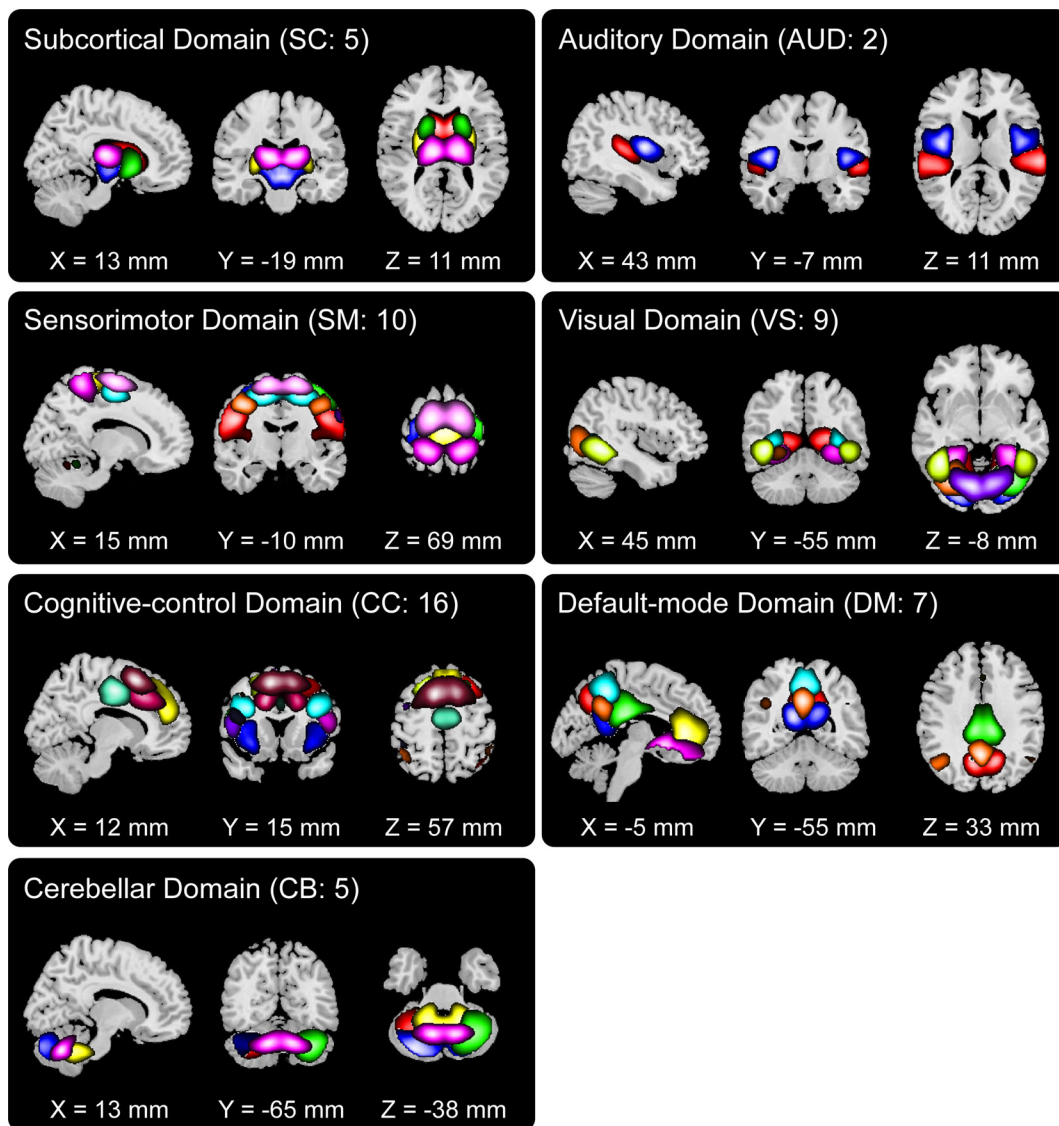 Subcortical Domain (SC: 5)
X = 13 mm Y = -19 mm Z = 11 mm
Auditory Domain (AUD: 2)
X = 43 mm Y = -7 mm Z = 11 mm
Sensorimotor Domain (SM: 10)
X = 15 mm Y = -10 mm Z = 69 mm
Visual Domain (VS: 9)
X = 45 mm Y = -55 mm Z = -8 mm
Cognitive-control Domain (CC: 16)
X = 12 mm Y = 15 mm Z = 57 mm
Default-mode Domain (DM: 7)
X = -5 mm Y = -55 mm Z = 33 mm
Cerebellar Domain (CB: 5)
X = 13 mm Y = -65 mm Z = -38 mm